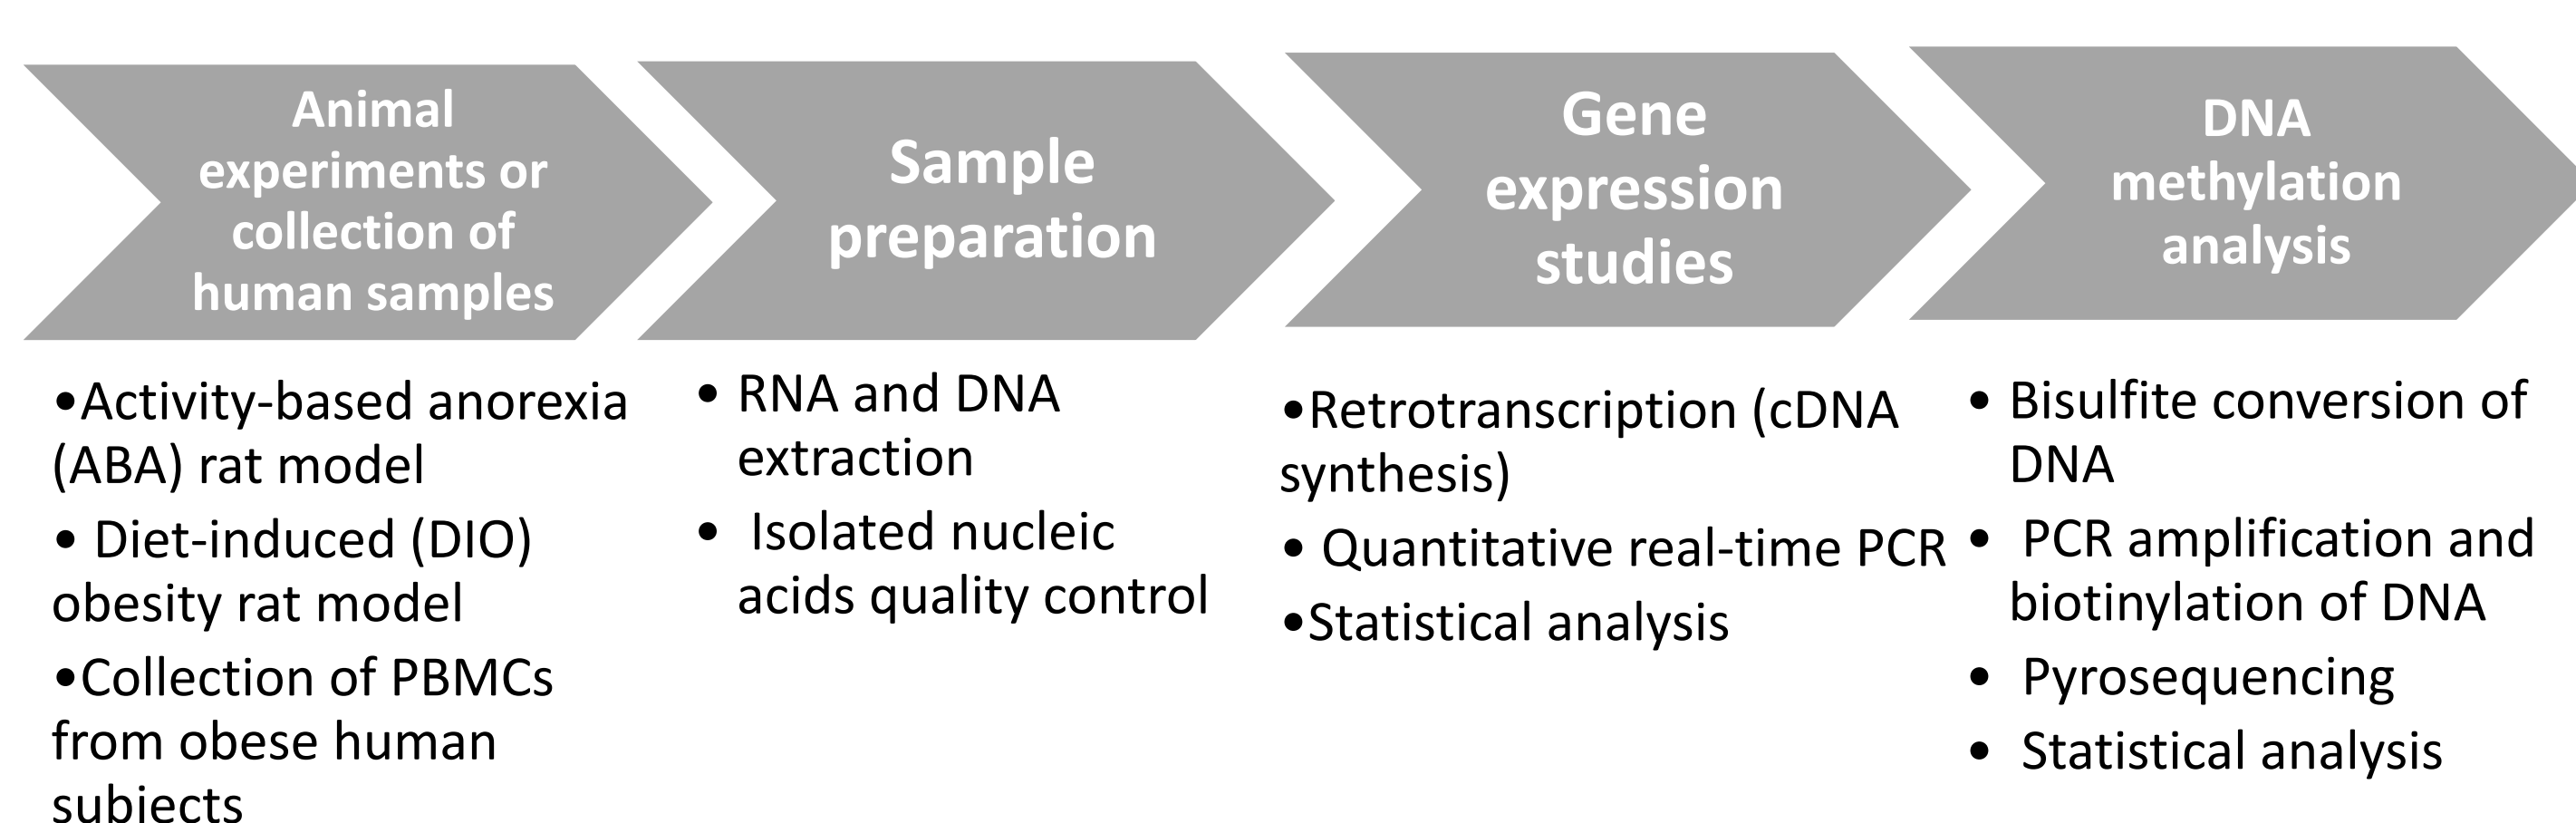 Animal
experiments or
collection of
human samples
•Activity-based anorexia
(ABA) rat model
• Diet-induced (DIO)
obesity rat model
•Collection of PBMCs
from obese human
subjects
Sample
preparation
• RNA and DNA
extraction
• Isolated nucleic
acids quality control
Gene
expression
studies
•Retrotranscription (cDNA
synthesis)
• Quantitative real-time PCR
•Statistical analysis
DNA
methylation
analysis
• Bisulfite conversion of
DNA
• PCR amplification and
biotinylation of DNA
• Pyrosequencing
• Statistical analysis